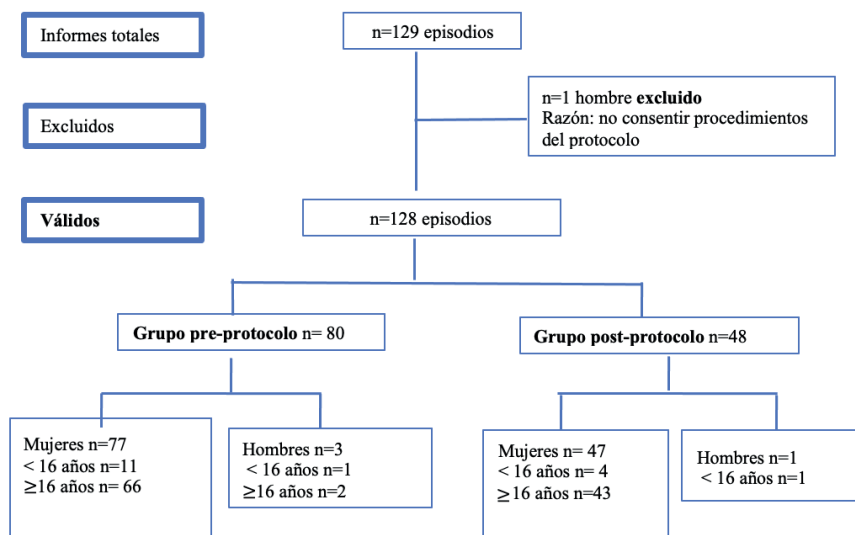 Informes totales
n=129 episodios
n=1 hombre excluido
Razón: no consentir procedimientos
del protocolo
Excluidos
Válidos
n=128 episodios
Grupo pre-protocolo n= 80
Grupo post-protocolo n=48
Mujeres n=77
< 16 años n=11
≥16 años n= 66
Hombres n=3
< 16 años n=1
≥16 años n=2
Mujeres n= 47
< 16 años n= 4
≥16 años n=43
Hombres n=1
< 16 años n=1